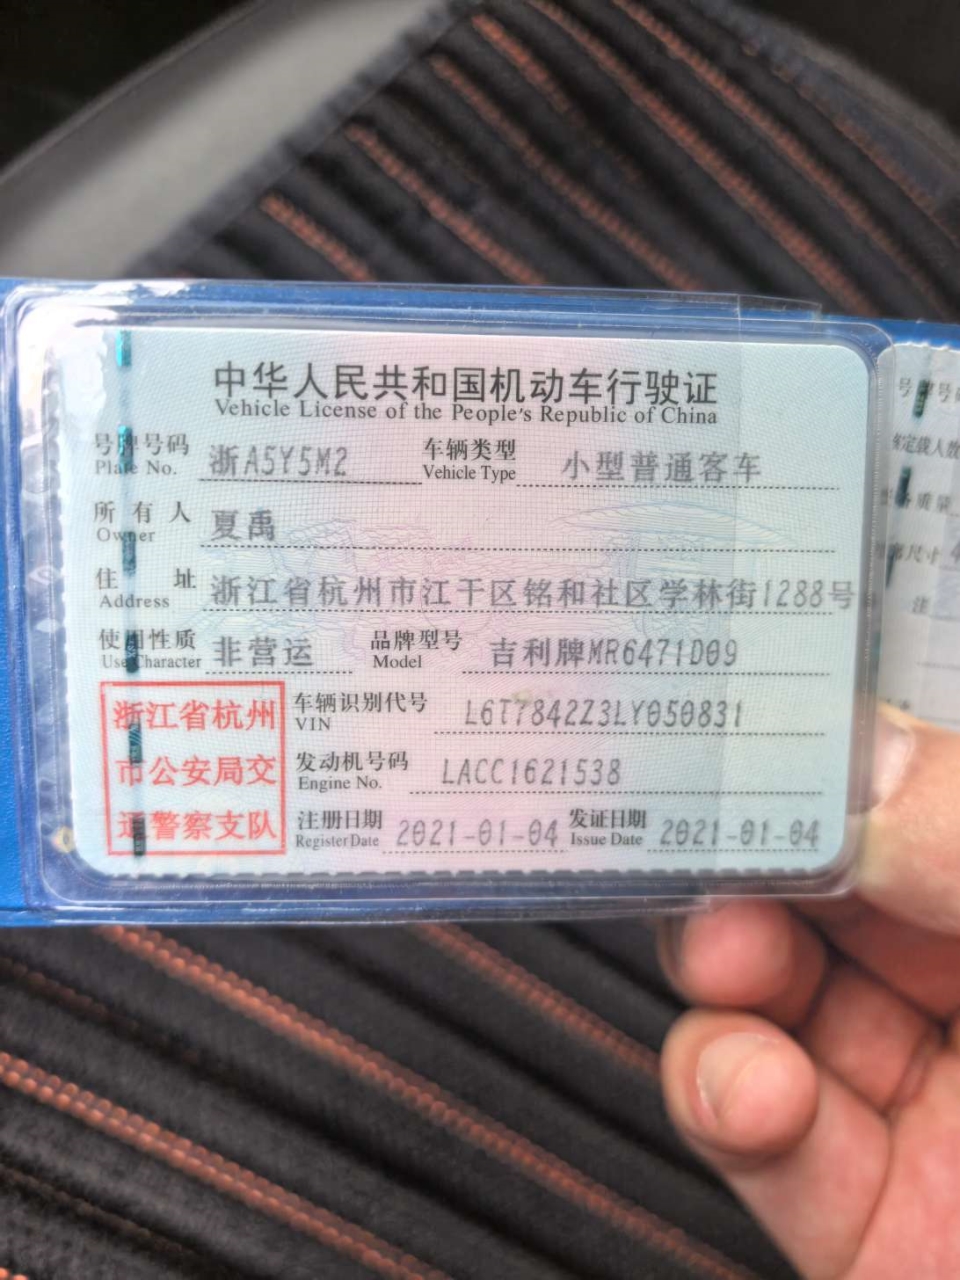 中华人民共和国机动车行驶证
Vehicle License of the People's Republic of China
号牌号码 浙A5Y5M2 车辆类型 小型普通客车
Plate No. Vehicle Type
所有人 夏禹
Owner
住址 浙江省杭州市江干区铭和社区学林街1288号
Address
使用性质 非营运 品牌型号 吉利牌MR6471D09
Use Character Model
浙江省杭州
市公安局交
通警察支队
车辆识别代号 L6T7842Z3LY050831
VIN
发动机号码 LACC1621538
Engine No.
注册日期 2021-01-04 发证日期 2021-01-04
Register Date Issue Date